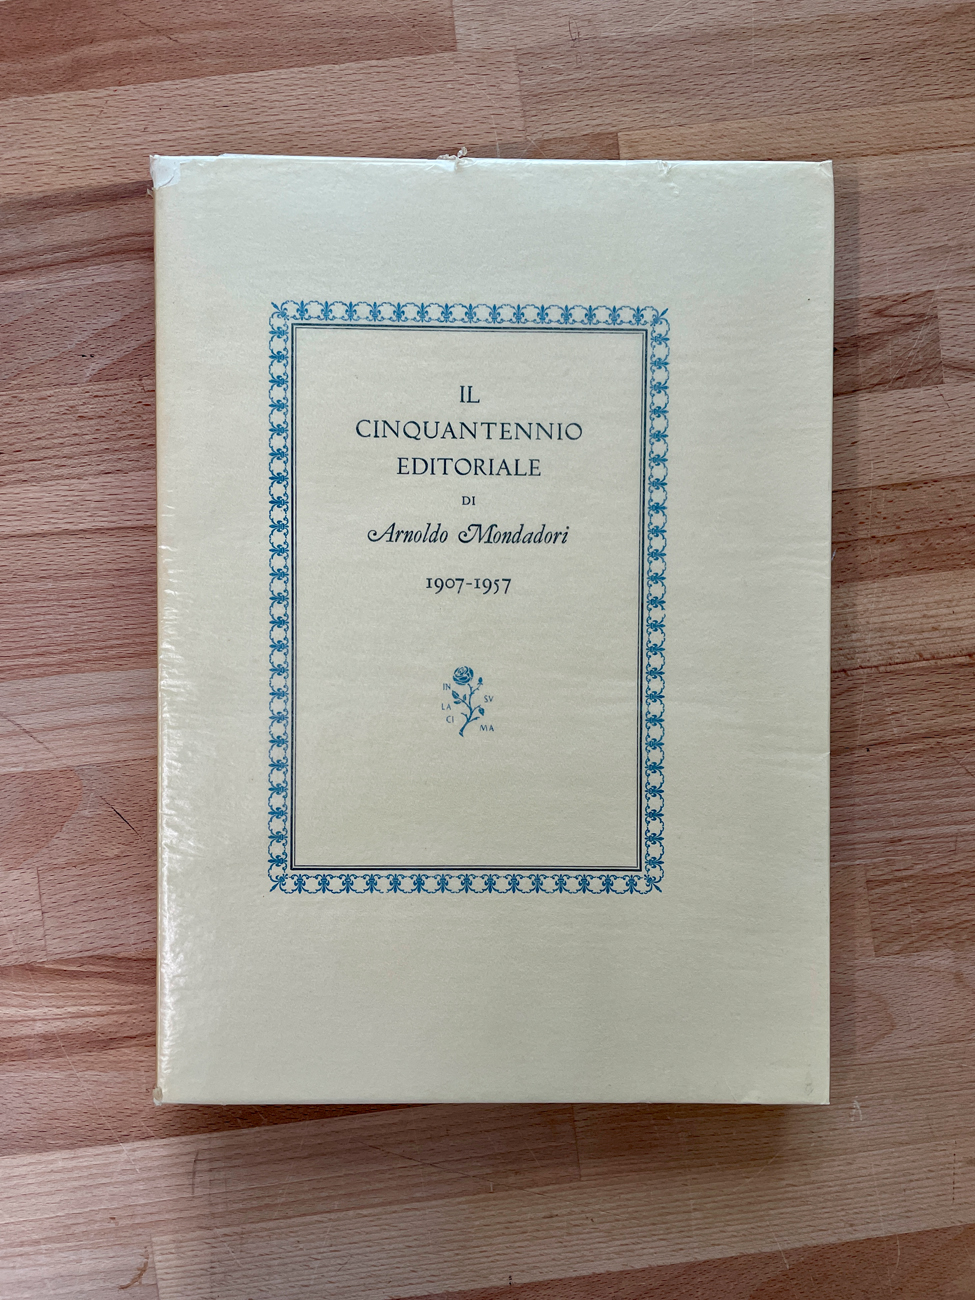 IL
CINQUANTENNIO
EDITORIALE
DI
Arnoldo Mondadori
1907-1957
IN
SV
LA
CI
MA